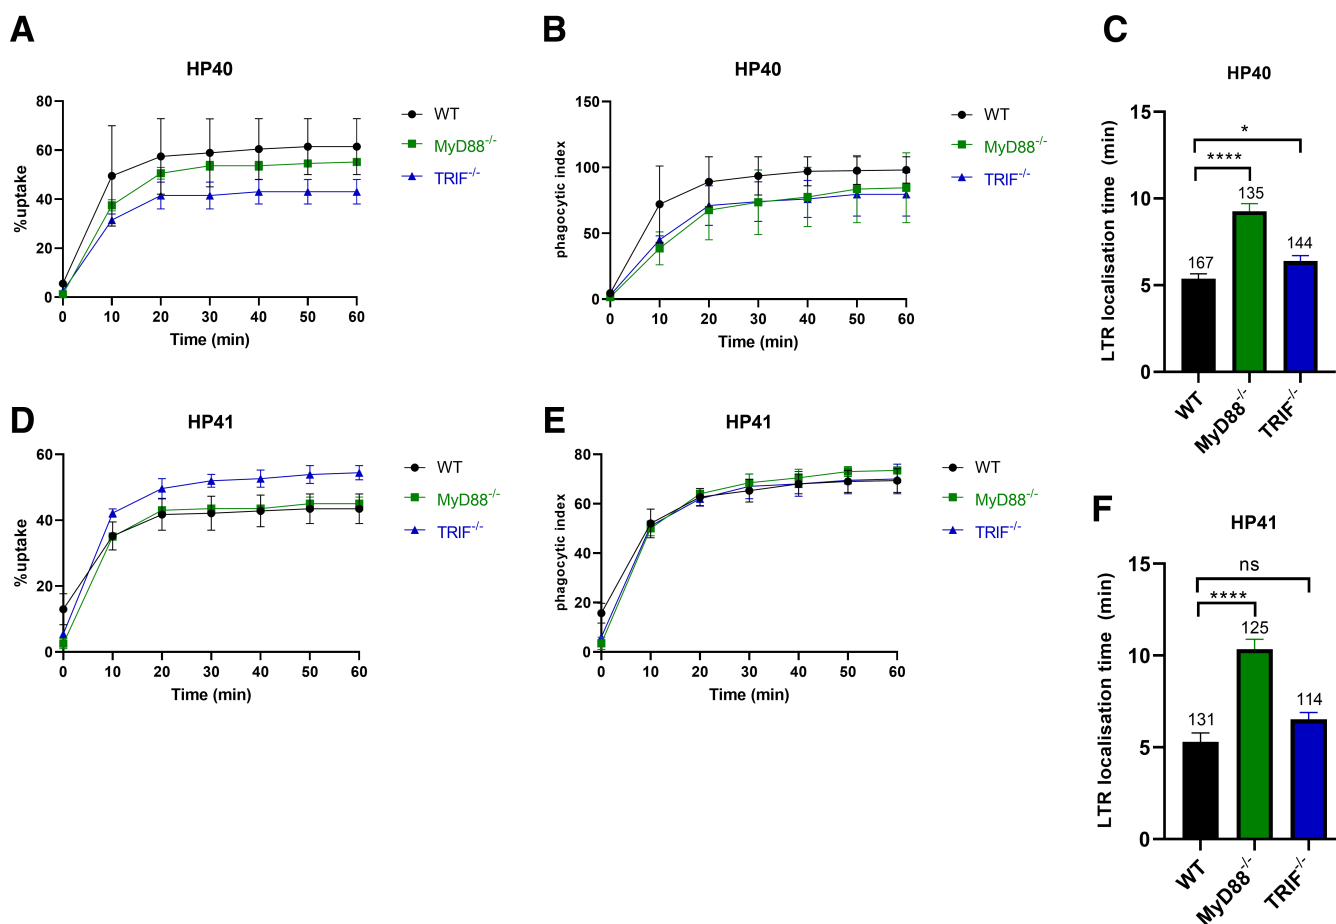 A
HP40
%uptake
80
60
40
20
0
0 10 20 30 40 50 60
Time (min)
WT
MyD88-/-
TRIF-/-
B
HP40
phagocytic index
150
100
50
0
0 10 20 30 40 50 60
Time (min)
WT
MyD88-/-
TRIF-/-
C
HP40
LTR localisation time (min)
15
10
5
0
*
****
167
135
144
WT
MyD88-/-
TRIF-/-
D
HP41
%uptake
60
40
20
0
0 10 20 30 40 50 60
Time (min)
WT
MyD88-/-
TRIF-/-
E
HP41
phagocytic index
80
60
40
20
0
0 10 20 30 40 50 60
Time (min)
WT
MyD88-/-
TRIF-/-
F
HP41
LTR localisation time (min)
15
10
5
0
ns
****
131
125
114
WT
MyD88-/-
TRIF-/-